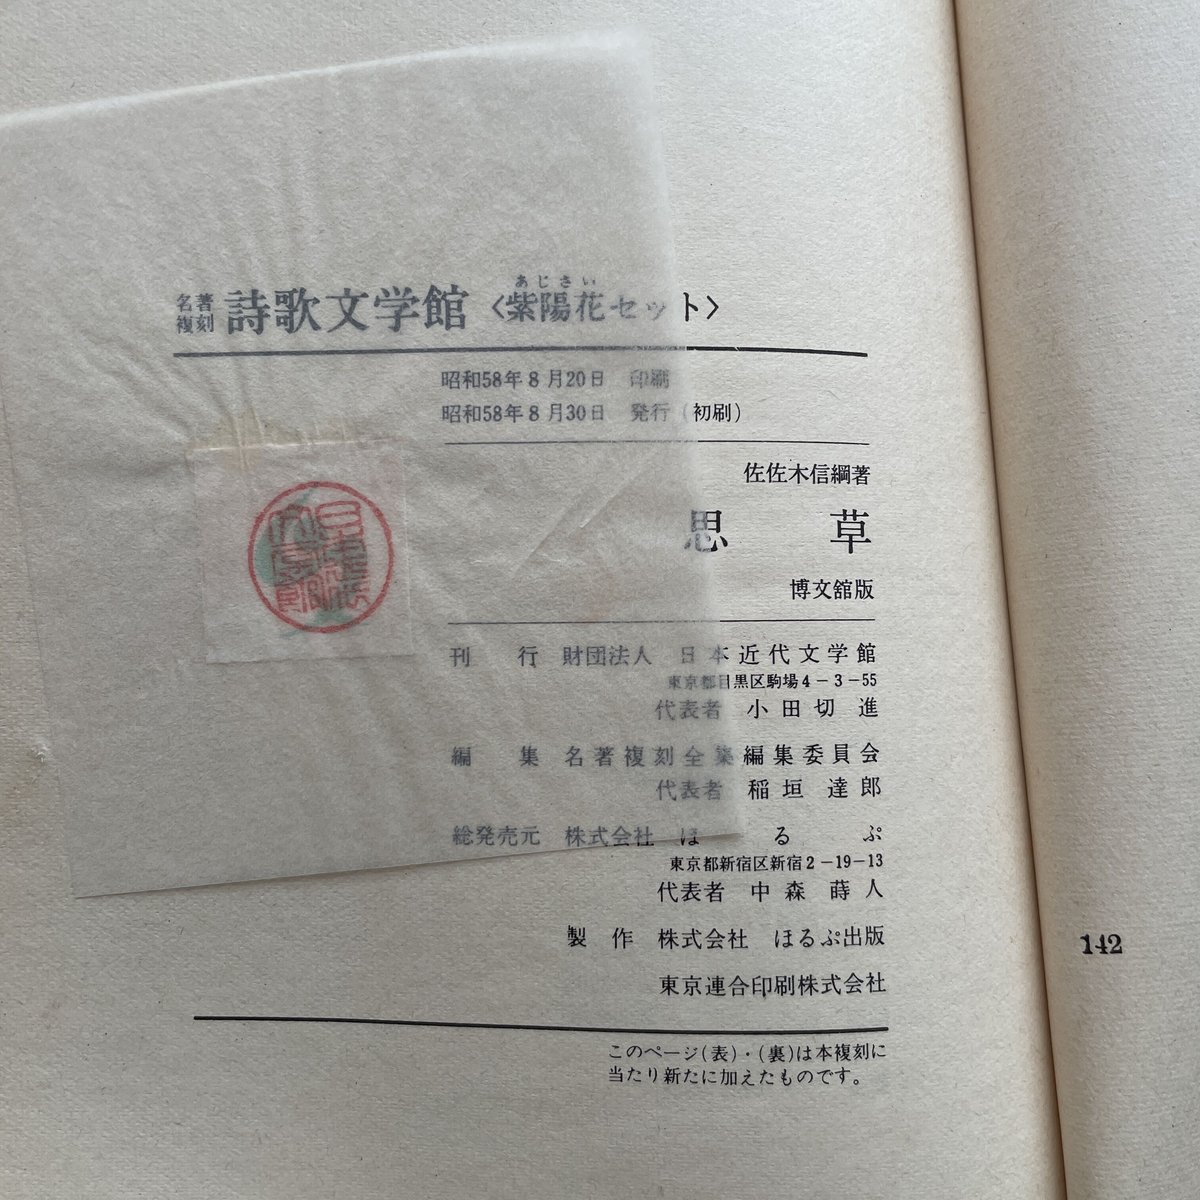 名著複刻 詩歌文学館〈紫陽花セット〉
あじさい
昭和58年8月20日 印刷
昭和58年8月30日 発行(初刷)
佐佐木信綱著
思草
博文舘版
刊行 財団法人 日本近代文学館
東京都目黒区駒場4-3-55
代表者 小田切進
編集 名著複刻全集編集委員会
代表者 稲垣達郎
総発売元 株式会社 ほるぷ
東京都新宿区新宿2-19-13
代表者 中森蒔人
製作 株式会社 ほるぷ出版
東京連合印刷株式会社
このページ(表)・(裏)は本複刻に
当たり新たに加えたものです。
142